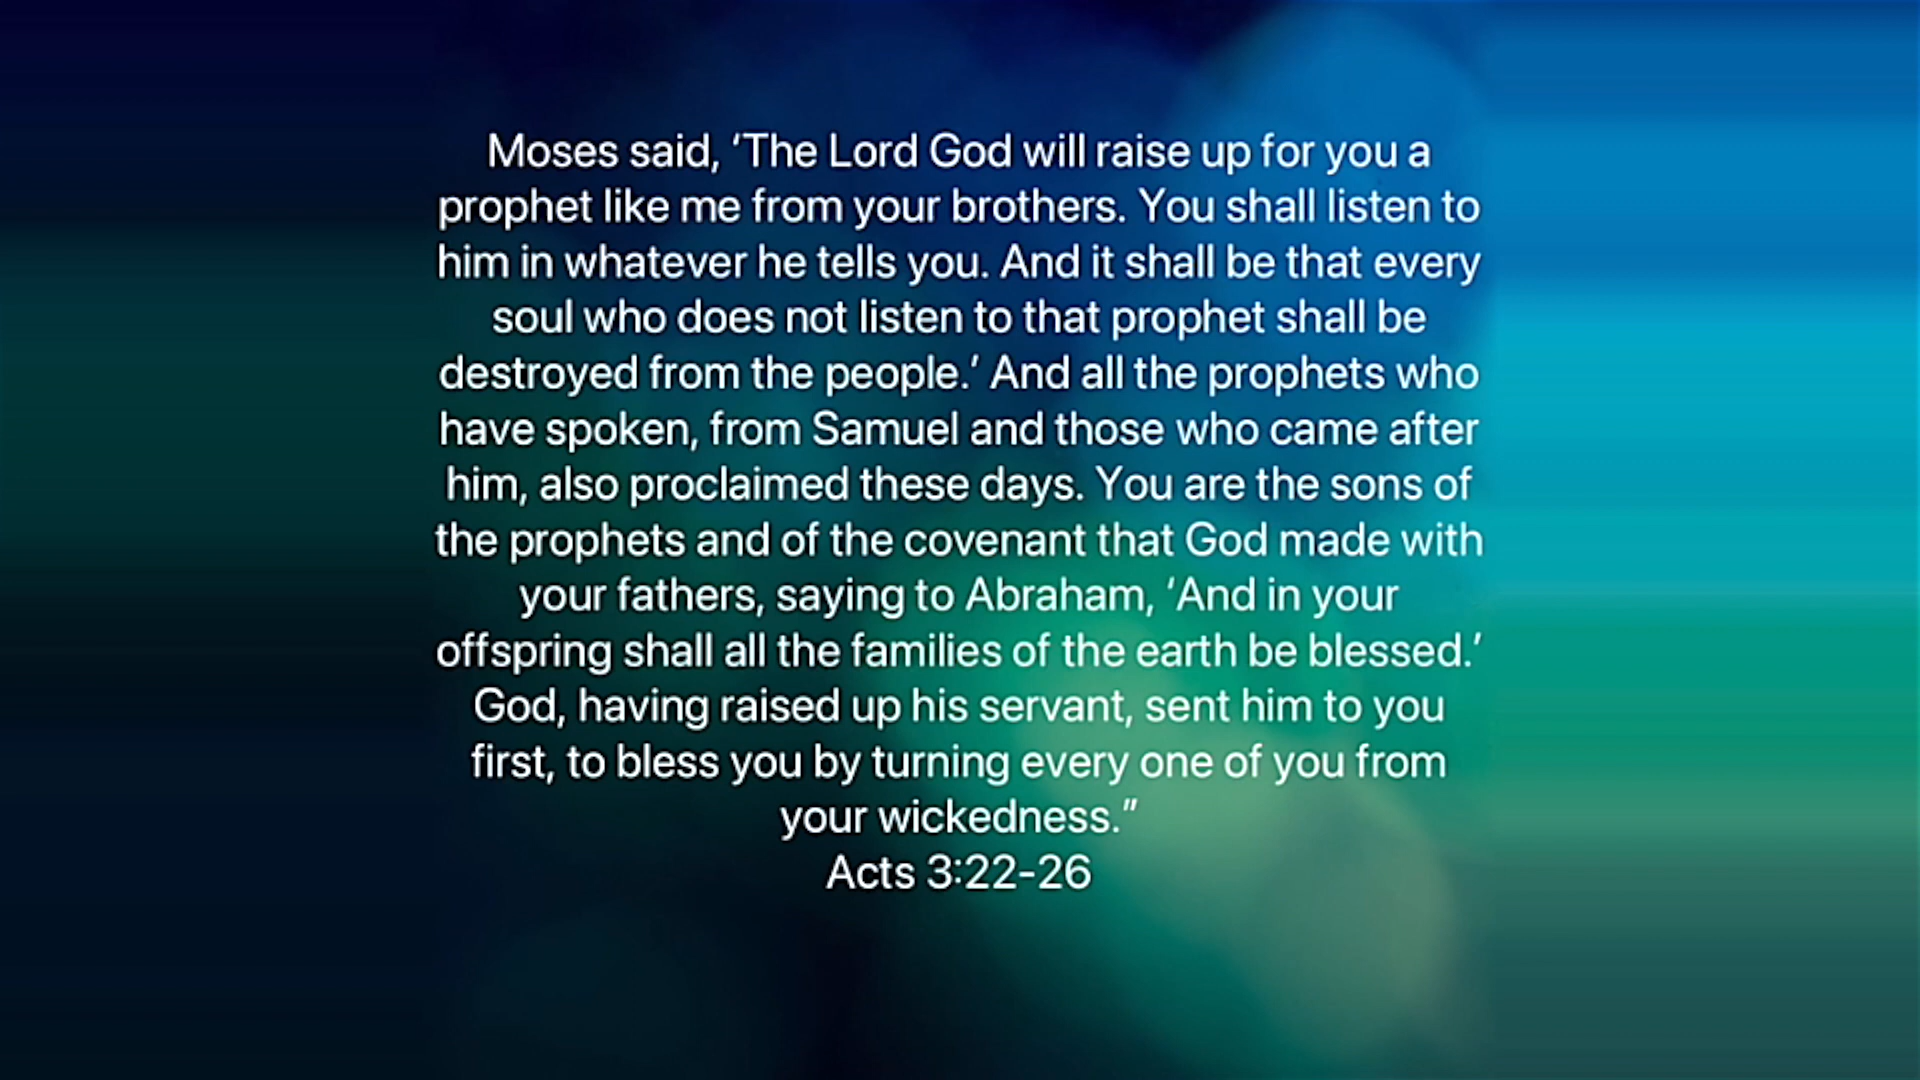 Moses said, ‘The Lord God will raise up for you a
prophet like me from your brothers. You shall listen to
him in whatever he tells you. And it shall be that every
soul who does not listen to that prophet shall be
destroyed from the people.’ And all the prophets who
have spoken, from Samuel and those who came after
him, also proclaimed these days. You are the sons of
the prophets and of the covenant that God made with
your fathers, saying to Abraham, ‘And in your
offspring shall all the families of the earth be blessed.’
God, having raised up his servant, sent him to you
first, to bless you by turning every one of you from
your wickedness.”
Acts 3:22-26